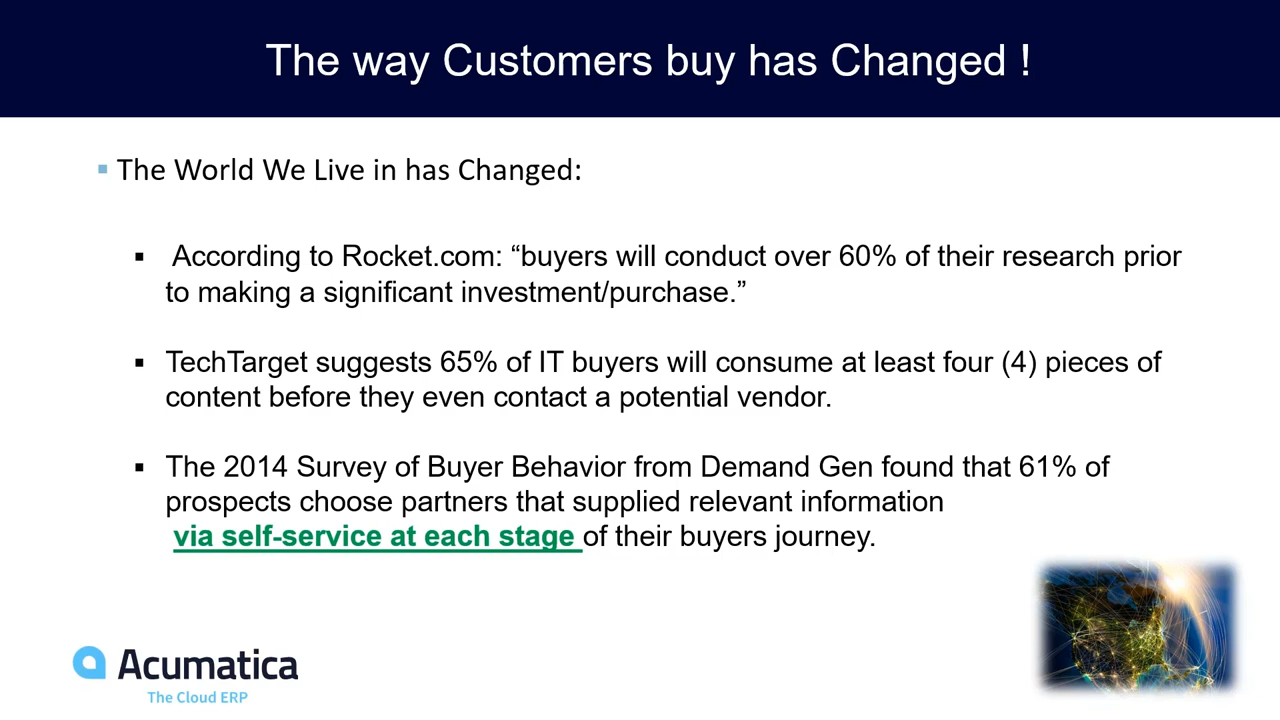 The way Customers buy has Changed !
▪ The World We Live in has Changed:
▪ According to Rocket.com: “buyers will conduct over 60% of their research prior
to making a significant investment/purchase.”
▪ TechTarget suggests 65% of IT buyers will consume at least four (4) pieces of
content before they even contact a potential vendor.
▪ The 2014 Survey of Buyer Behavior from Demand Gen found that 61% of
prospects choose partners that supplied relevant information
via self-service at each stage of their buyers journey.
Acumatica
The Cloud ERP